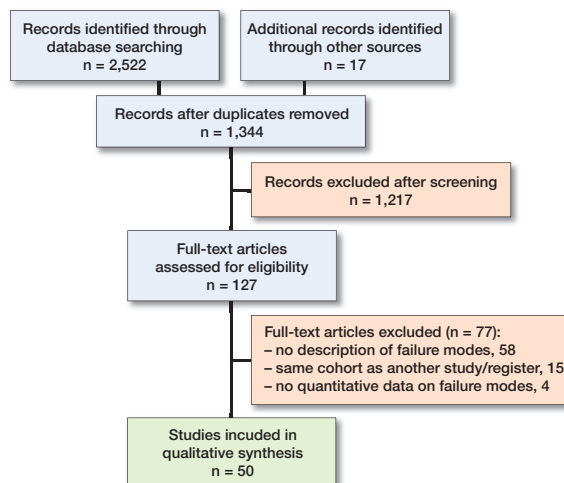 Records identified through
database searching
n = 2,522
Additional records identified
through other sources
n = 17
Records after duplicates removed
n = 1,344
Records excluded after screening
n = 1,217
Full-text articles
assessed for eligibility
n = 127
Full-text articles excluded (n = 77):
– no description of failure modes, 58
– same cohort as another study/register, 15
– no quantitative data on failure modes, 4
Studies incuded in
qualitative synthesis
n = 50